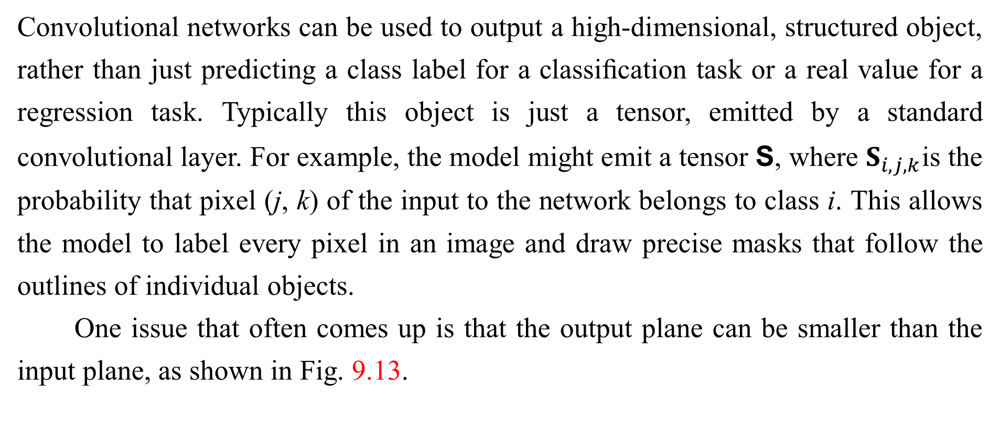 Convolutional networks can be used to output a high-dimensional, structured object,
rather than just predicting a class label for a classification task or a real value for a
regression task. Typically this object is just a tensor, emitted by a standard
convolutional layer. For example, the model might emit a tensor S, where S_{i,j,k} is the
probability that pixel (j, k) of the input to the network belongs to class i. This allows
the model to label every pixel in an image and draw precise masks that follow the
outlines of individual objects.
One issue that often comes up is that the output plane can be smaller than the
input plane, as shown in Fig. 9.13.